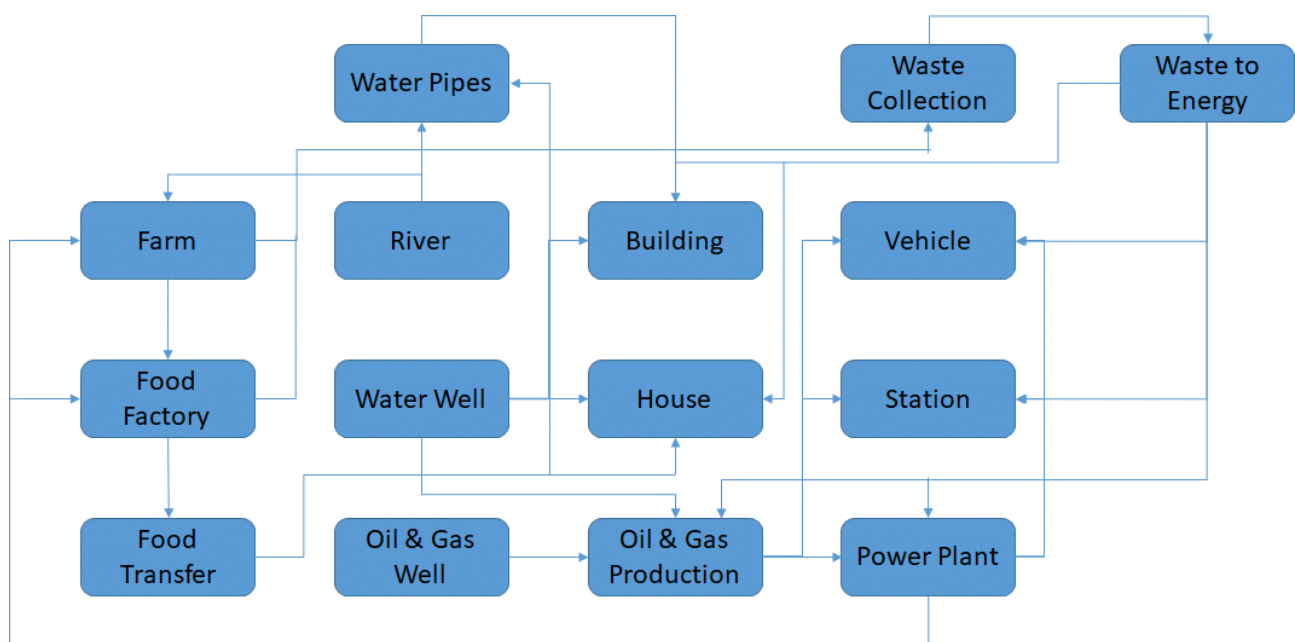 Water Pipes
Waste
Collection
Waste to
Energy
Farm
River
Building
Vehicle
Food
Factory
Water Well
House
Station
Food
Transfer
Oil & Gas
Well
Oil & Gas
Production
Power Plant